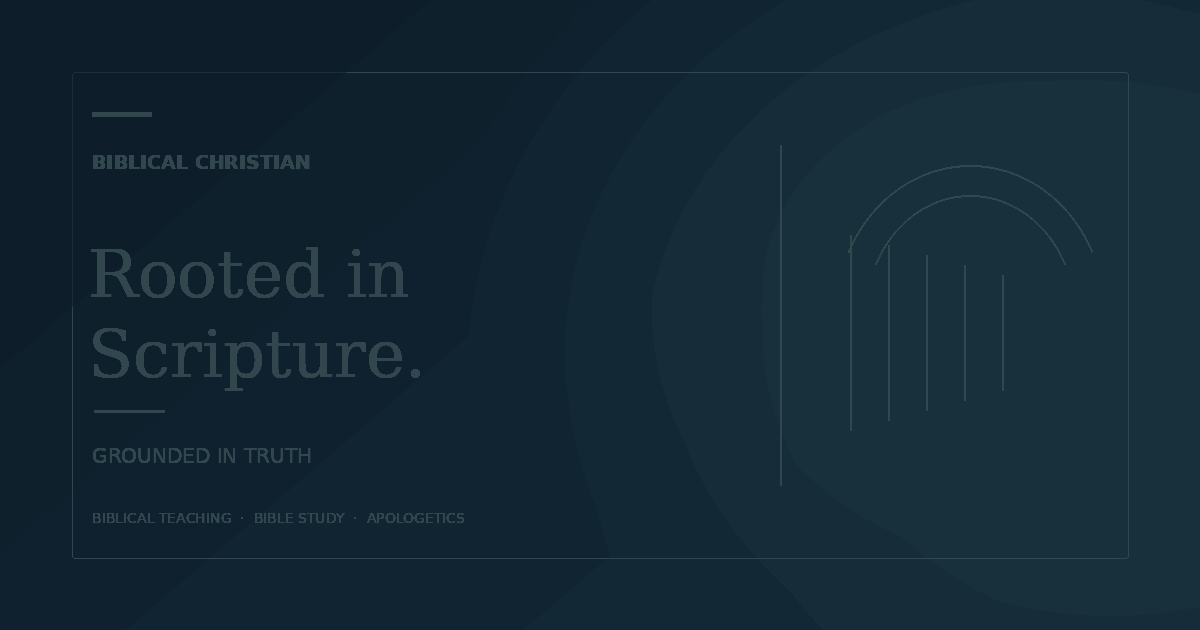 BIBLICAL CHRISTIAN
Rooted in
Scripture.
GROUNDED IN TRUTH
BIBLICAL TEACHING · BIBLE STUDY · APOLOGETICS